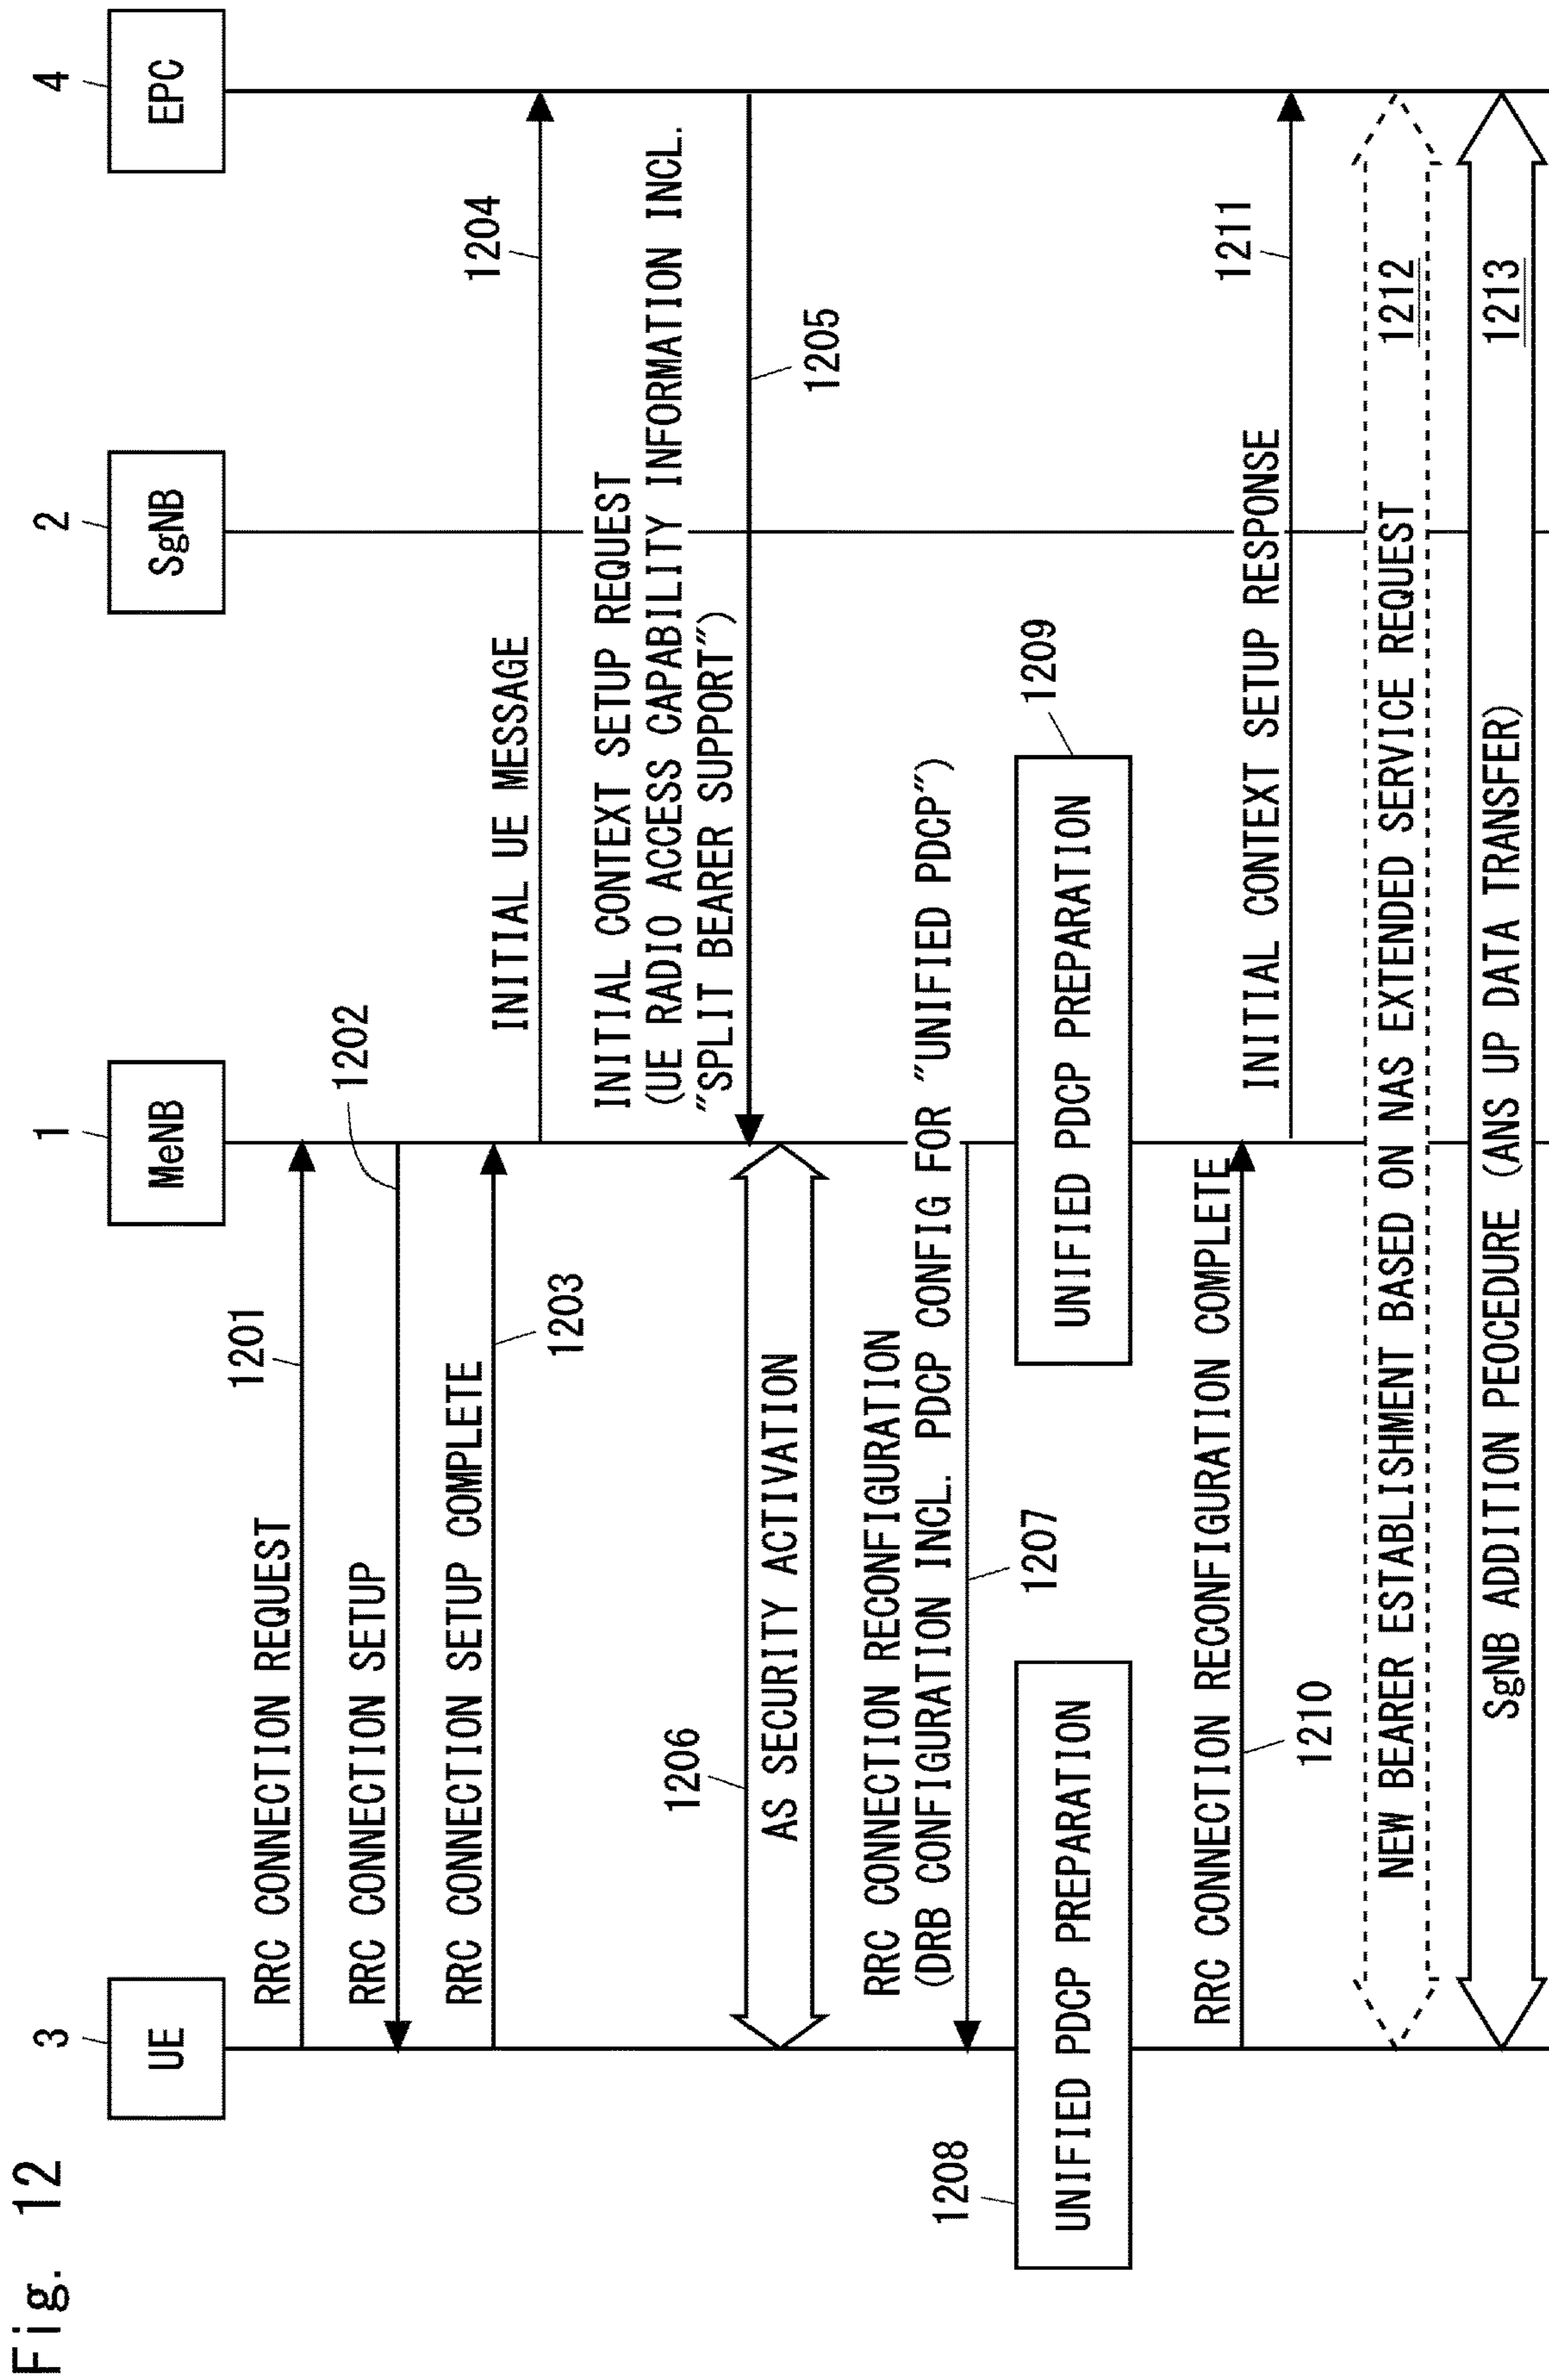 Fig. 12
3
UE
1
MeNB
2
SgNB
4
EPC
RRC CONNECTION REQUEST
1201
RRC CONNECTION SETUP
1202
RRC CONNECTION SETUP COMPLETE
1203
INITIAL UE MESSAGE
1204
INITIAL CONTEXT SETUP REQUEST
(UE RADIO ACCESS CAPABILITY INFORMATION INCL.
"SPLIT BEARER SUPPORT")
1205
1206
AS SECURITY ACTIVATION
RRC CONNECTION RECONFIGURATION
(DRB CONFIGURATION INCL. PDCP CONFIG FOR "UNIFIED PDCP")
1207
1208
UNIFIED PDCP PREPARATION
1209
UNIFIED PDCP PREPARATION
RRC CONNECTION RECONFIGURATION COMPLETE
1210
INITIAL CONTEXT SETUP RESPONSE
1211
NEW BEARER ESTABLISHMENT BASED ON NAS EXTENDED SERVICE REQUEST 1212
SgNB ADDITION PEOCEDURE (ANS UP DATA TRANSFER) 1213